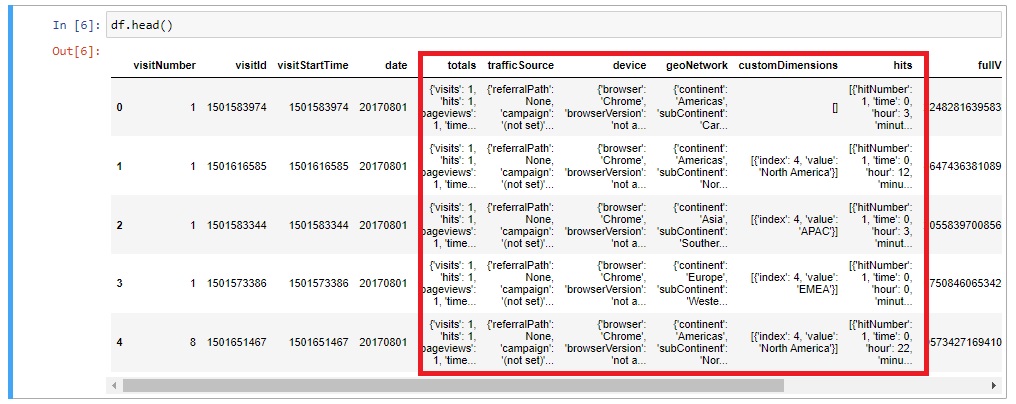 In [6]: df.head()
Out[6]:
visitNumber visitId visitStartTime date totals trafficSource device geoNetwork customDimensions hits fullV
{'visits': 1, {'referralPath': {'browser': {'continent': [{'hitNumber':
0 1 1501583974 1501583974 20170801 'hits': 1, None, 'Chrome', 'Americas', [] 1, 'time': 0, 248281639583
pageviews': 'campaign': 'browserVersion': 'subContinent': 'hour': 3,
1, 'time... '(not set)'... 'not a... 'Car... 'minut...
{'visits': 1, {'referralPath': {'browser': {'continent': [{'hitNumber':
1 1 1501616585 1501616585 20170801 'hits': 1, None, 'Chrome', 'Americas', [{'index': 4, 'value': 1, 'time': 0, 647436381089
pageviews': 'campaign': 'browserVersion': 'subContinent': 'North America'}] 'hour': 12,
1, 'time... '(not set)'... 'not a... 'Nor... 'minu...
{'visits': 1, {'referralPath': {'browser': {'continent': [{'hitNumber':
2 1 1501583344 1501583344 20170801 'hits': 1, None, 'Chrome', 'Asia', [{'index': 4, 'value': 1, 'time': 0, 055839700856
pageviews': 'campaign': 'browserVersion': 'subContinent': 'APAC'}] 'hour': 3,
1, 'time... '(not set)'... 'not a... 'Souther... 'minut...
{'visits': 1, {'referralPath': {'browser': {'continent': [{'hitNumber':
3 1 1501573386 1501573386 20170801 'hits': 1, None, 'Chrome', 'Europe', [{'index': 4, 'value': 1, 'time': 0, 750846065342
pageviews': 'campaign': 'browserVersion': 'subContinent': 'EMEA'}] 'hour': 0,
1, 'time... '(not set)'... 'not a... 'Weste... 'minut...
{'visits': 1, {'referralPath': {'browser': {'continent': [{'hitNumber':
4 8 1501651467 1501651467 20170801 'hits': 1, None, 'Chrome', 'Americas', [{'index': 4, 'value': 1, 'time': 0, 573427169410
pageviews': 'campaign': 'browserVersion': 'subContinent': 'North America'}] 'hour': 22,
1, 'time... '(not set)'... 'not a... 'Nor... 'minu...